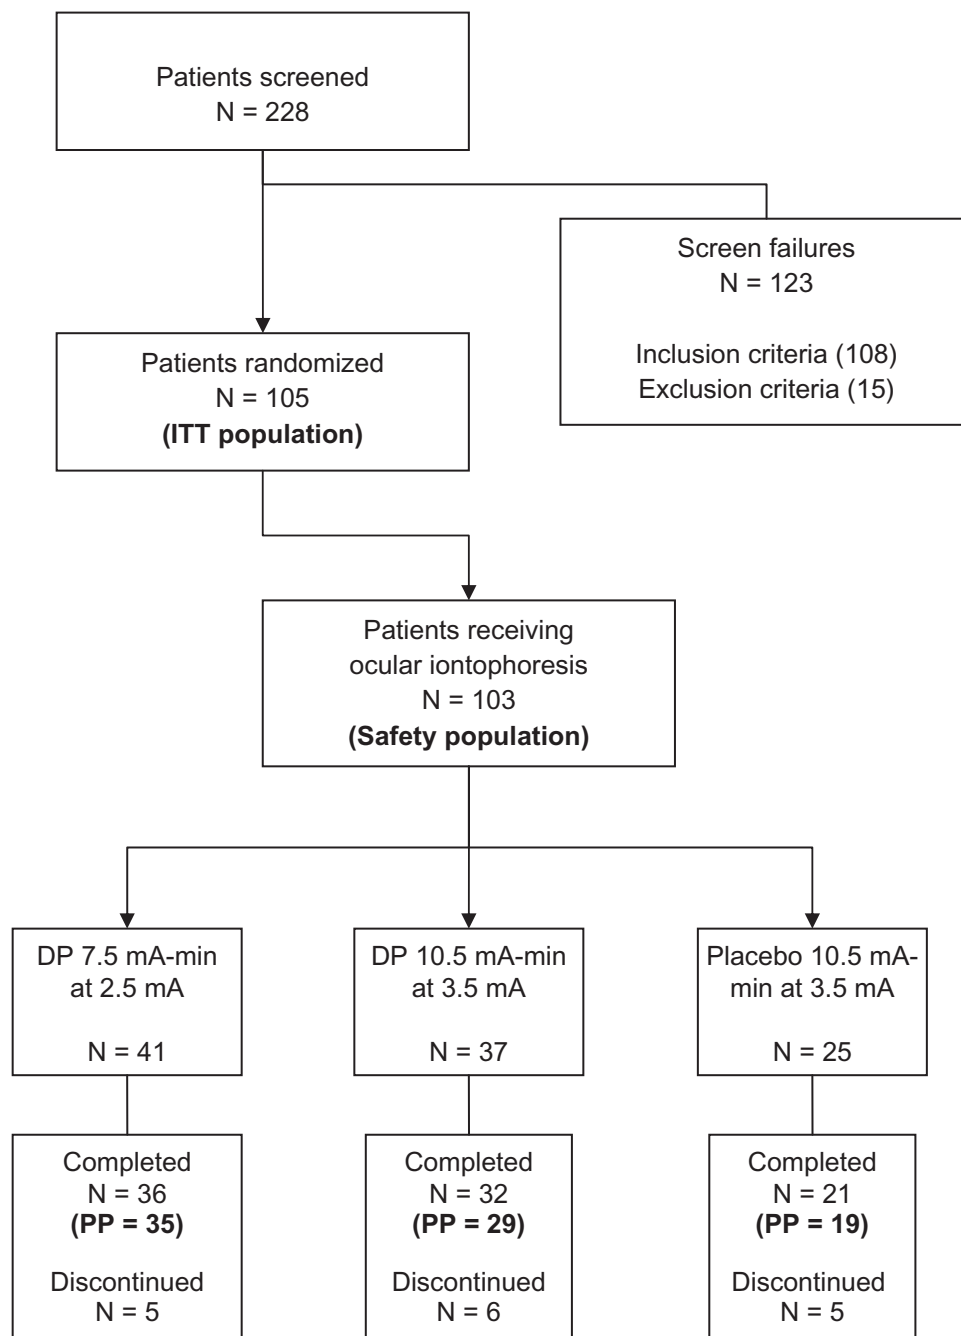 Patients screened
N = 228
Screen failures
N = 123
Inclusion criteria (108)
Exclusion criteria (15)
Patients randomized
N = 105
(ITT population)
Patients receiving
ocular iontophoresis
N = 103
(Safety population)
DP 7.5 mA-min
at 2.5 mA
N = 41
DP 10.5 mA-min
at 3.5 mA
N = 37
Placebo 10.5 mA-
min at 3.5 mA
N = 25
Completed
N = 36
(PP = 35)
Discontinued
N = 5
Completed
N = 32
(PP = 29)
Discontinued
N = 6
Completed
N = 21
(PP = 19)
Discontinued
N = 5